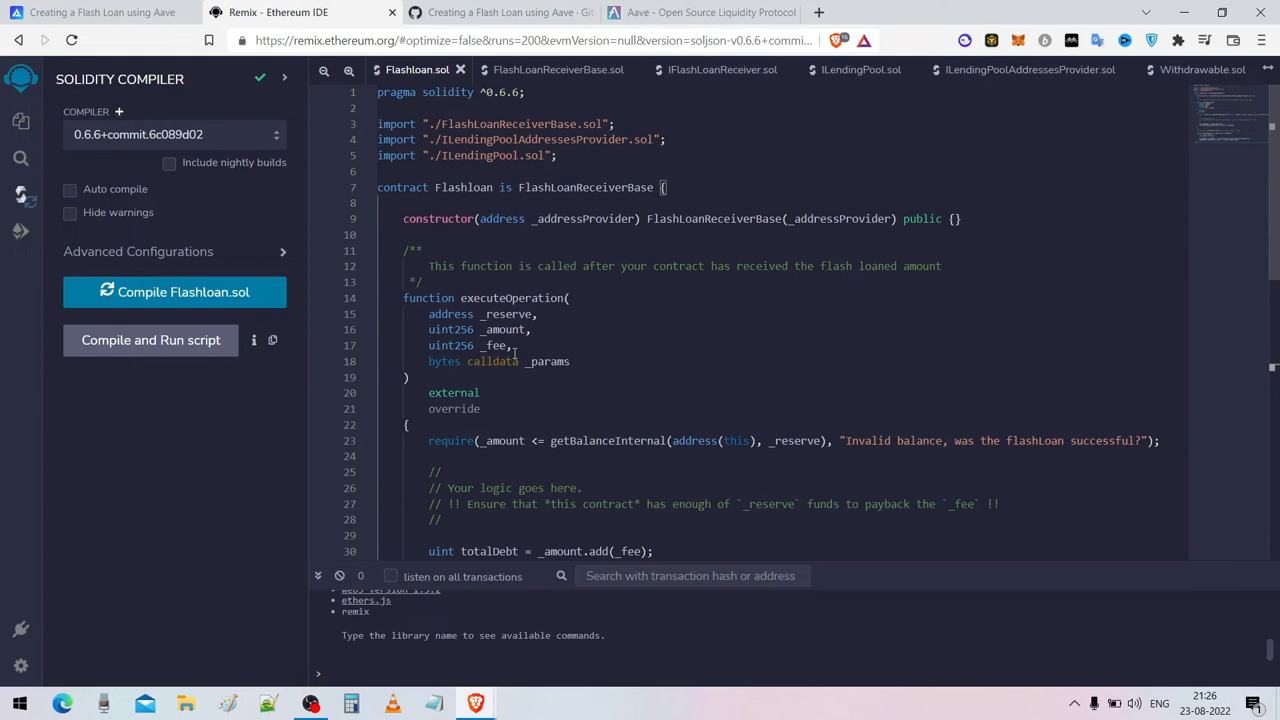 Creating a Flash Loan using Aave
Remix - Ethereum IDE
Creating a Flash Loan using Aave · Gitl
Aave - Open Source Liquidity Protocol
https://remix.ethereum.org/#optimize=false&runs=200&evmVersion=null&version=soljson-v0.6.6+commi...
16
SOLIDITY COMPILER
Flashloan.sol
FlashLoanReceiverBase.sol
IFlashLoanReceiver.sol
ILendingPool.sol
ILendingPoolAddressesProvider.sol
Withdrawable.sol
COMPILER
0.6.6+commit.6c089d02
Include nightly builds
Auto compile
Hide warnings
Advanced Configurations
Compile Flashloan.sol
Compile and Run script
1 pragma solidity ^0.6.6;
2
3 import "./FlashLoanReceiverBase.sol";
4 import "./ILendingPoolAddressesProvider.sol";
5 import "./ILendingPool.sol";
6
7 contract Flashloan is FlashLoanReceiverBase {
8
9 constructor(address _addressProvider) FlashLoanReceiverBase(_addressProvider) public {}
10
11 /**
12 This function is called after your contract has received the flash loaned amount
13 */
14 function executeOperation(
15 address _reserve,
16 uint256 _amount,
17 uint256 _fee,
18 bytes calldata _params
19 )
20 external
21 override
22 {
23 require(_amount <= getBalanceInternal(address(this), _reserve), "Invalid balance, was the flashLoan successful?");
24
25 //
26 // Your logic goes here.
27 // !! Ensure that *this contract* has enough of `_reserve` funds to payback the `_fee` !!
28 //
29
30 uint totalDebt = _amount.add(_fee);
0
listen on all transactions
Search with transaction hash or address
ethers.js
remix
Type the library name to see available commands.
>
21:26
23-08-2022
1